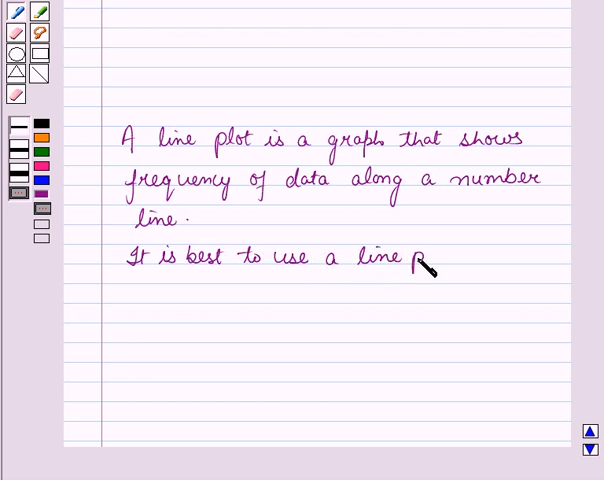 A line plot is a graph that shows
frequency of data along a number
line.
It is best to use a line p